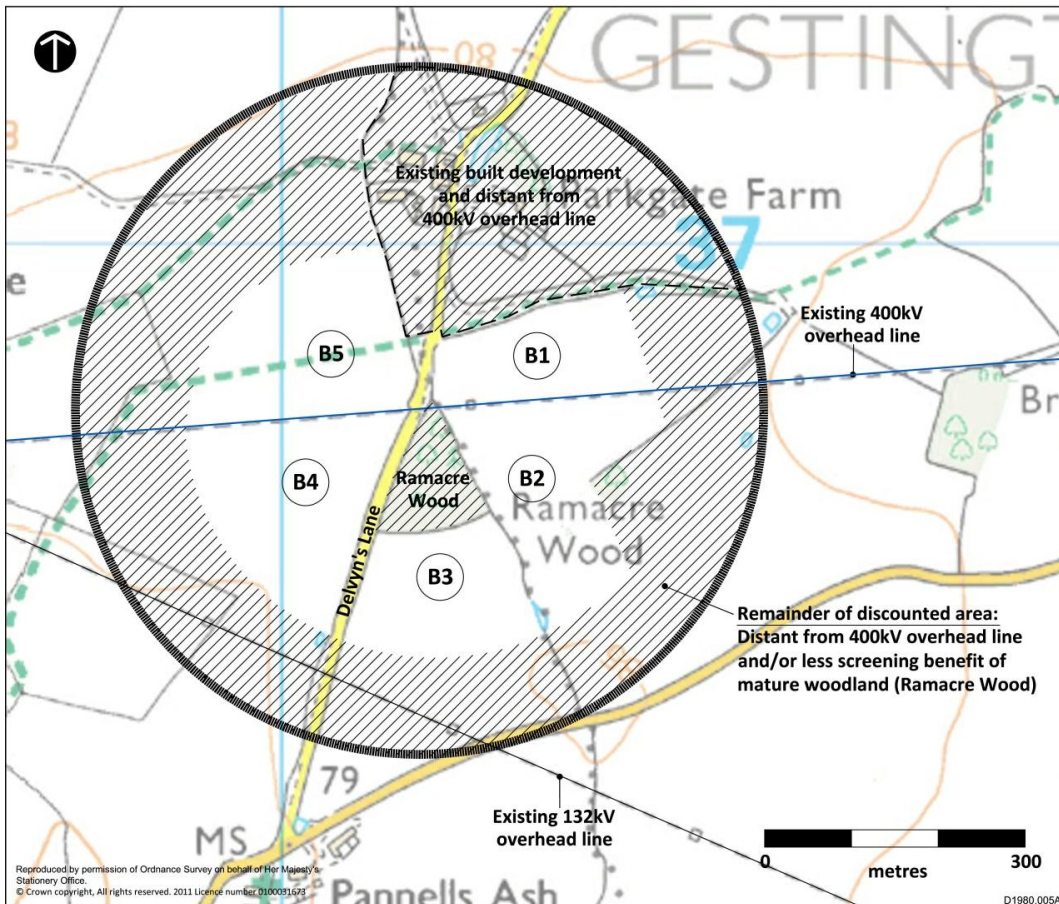 GESTINGT
80
Existing built development
and distant from
400kV overhead line
Parkgate Farm
37
e
Existing 400kV
overhead line
B5
B1
Br
B4
Ramacre
Wood
B2
Ramacre
Wood
Delvyn's Lane
B3
Remainder of discounted area:
Distant from 400kV overhead line
and/or less screening benefit of
mature woodland (Ramacre Wood)
79
Existing 132kV
overhead line
MS
0
300
metres
Pannells Ash
Reproduced by permission of Ordnance Survey on behalf of Her Majesty's
Stationery Office.
© Crown copyright, All rights reserved. 2011 Licence number 0100031673
D1980.005A